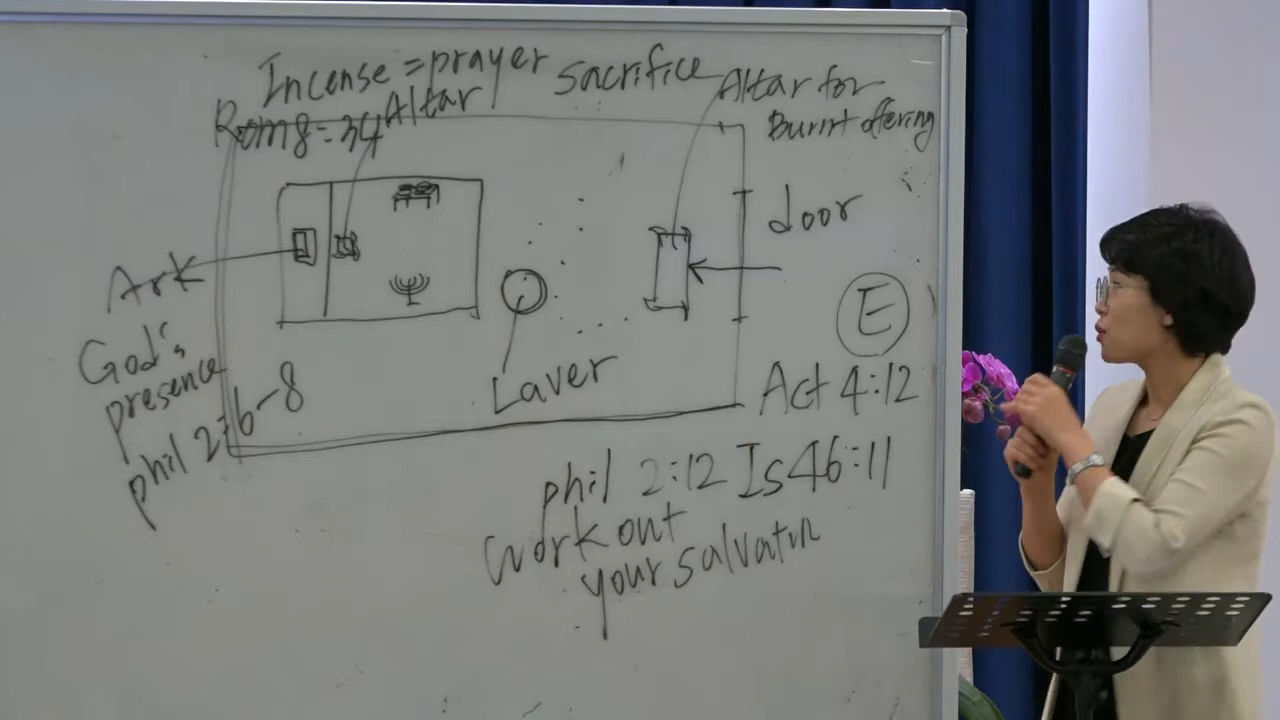 Incense = prayer sacrifice Altar for
Rom 8:34 Altar Burnt offering
door
Ark
God's
presence
phil 2:6-8
Laver
E
Act 4:12
phil 2:12 Is 46:11
work out
your salvatin